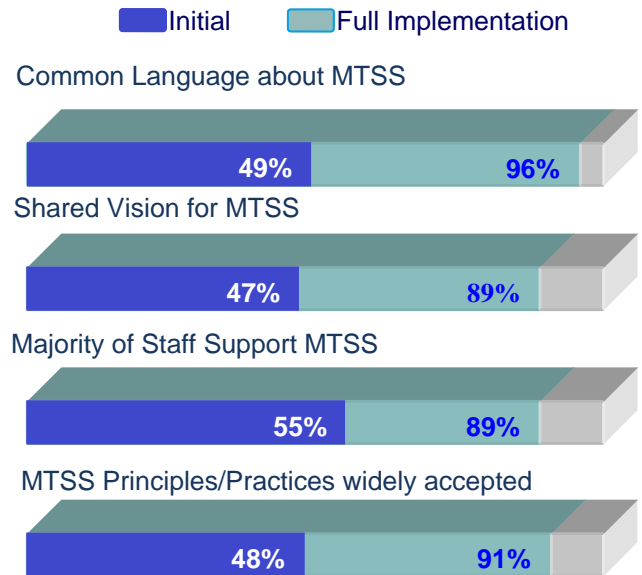 Initial Full Implementation
Common Language about MTSS
49% 96%
Shared Vision for MTSS
47% 89%
Majority of Staff Support MTSS
55% 89%
MTSS Principles/Practices widely accepted
48% 91%